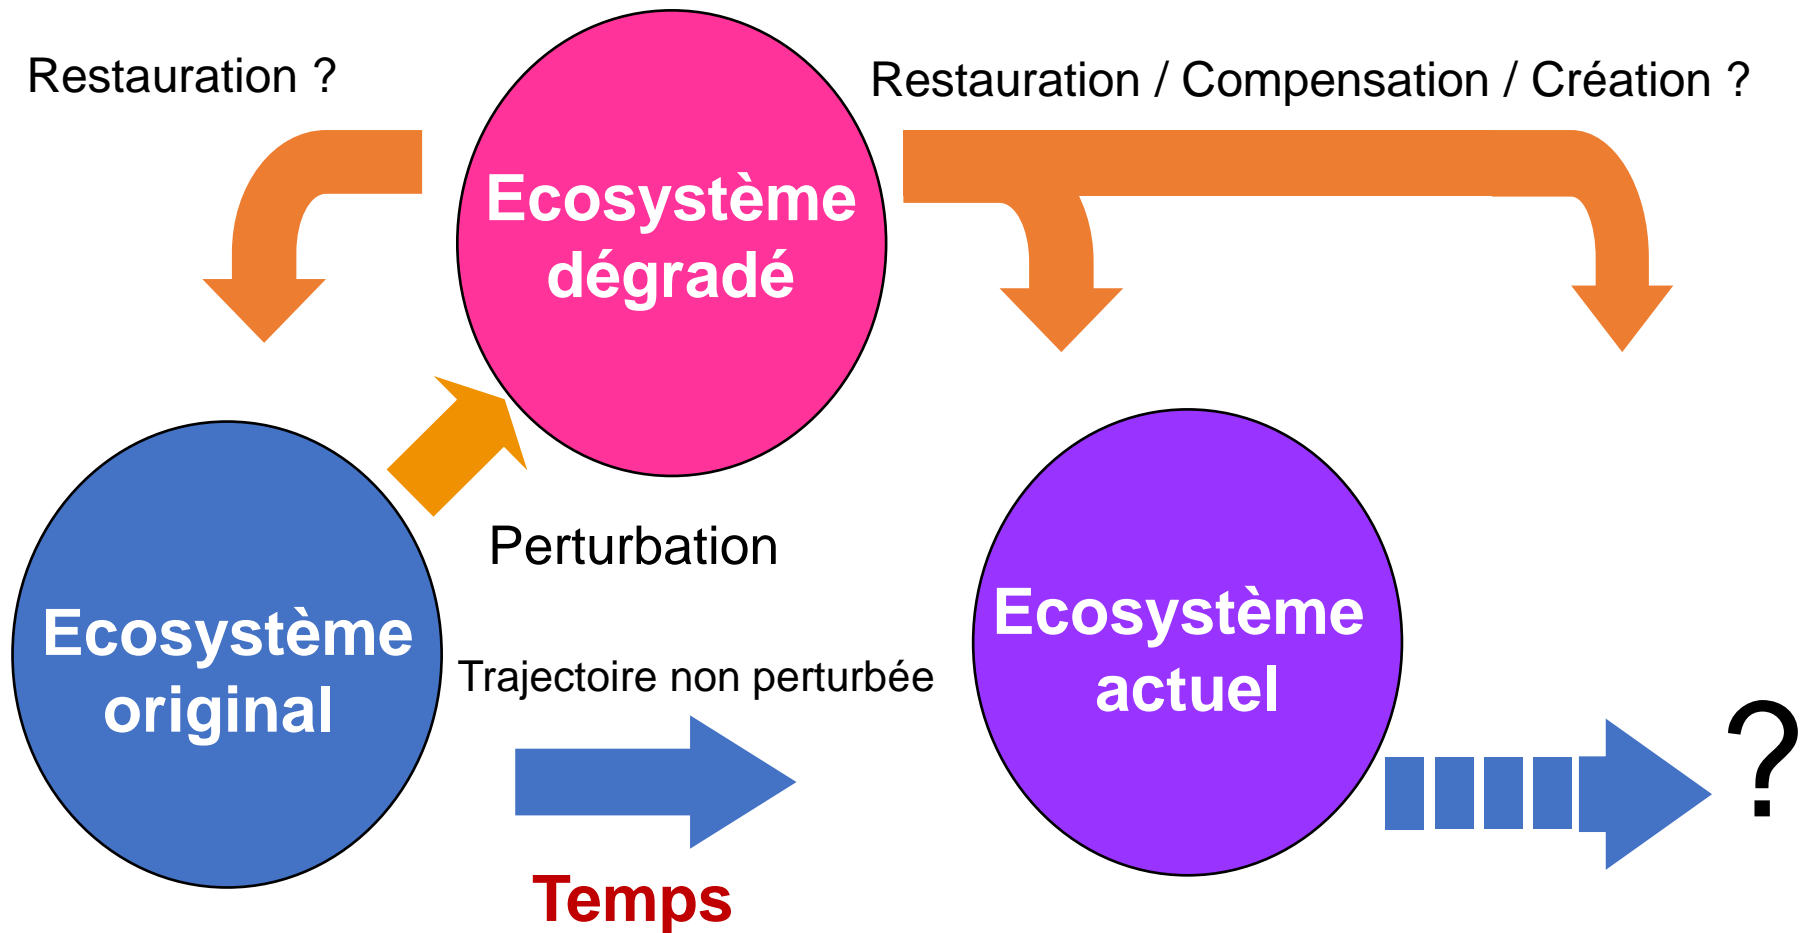 Restauration ?
Restauration / Compensation / Création ?
Ecosystème
dégradé
Perturbation
Ecosystème
original
Trajectoire non perturbée
Ecosystème
actuel
?
Temps